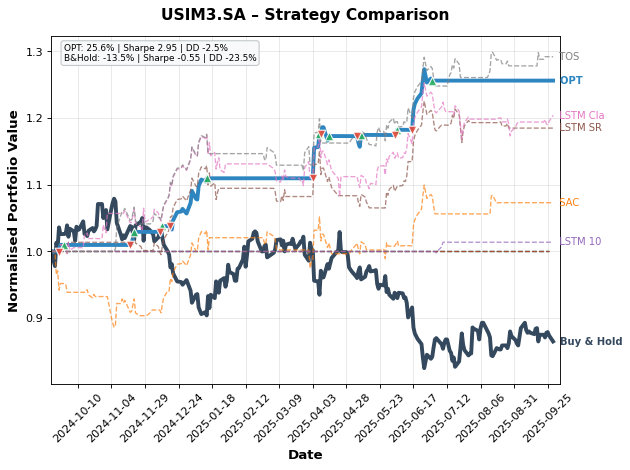 USIM3.SA – Strategy Comparison
OPT: 25.6% | Sharpe 2.95 | DD -2.5%
B&Hold: -13.5% | Sharpe -0.55 | DD -23.5%
Normalised Portfolio Value
1.3
1.2
1.1
1.0
0.9
TOS
OPT
LSTM Cla
LSTM SR
SAC
LSTM 10
Buy & Hold
2024-10-10
2024-11-04
2024-11-29
2024-12-24
2025-01-18
2025-02-12
2025-03-09
2025-04-03
2025-04-28
2025-05-23
2025-06-17
2025-07-12
2025-08-06
2025-08-31
2025-09-25
Date